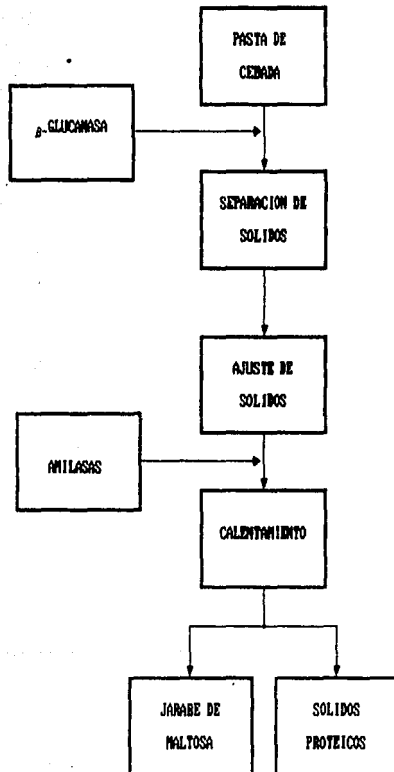 PASTA DE
CEBADA
β-GLUCANASA
SEPARACION DE
SOLIDOS
AJUSTE DE
SOLIDOS
AMILASAS
CALENTAMIENTO
JARABE DE
MALTOSA
SOLIDOS
PROTEICOS